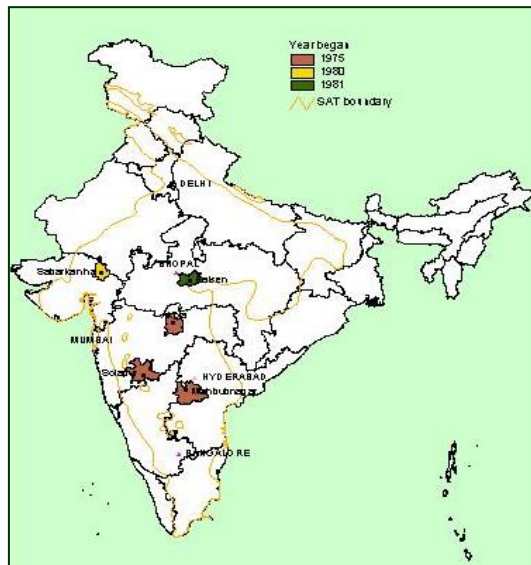 Year began
1975
1980
1981
SAT boundary
DELHI
BHOPAL
Raisen
Sabarkantha
MUMBAI
Solapur
HYDERABAD
Mahbubnagar
BANGALORE